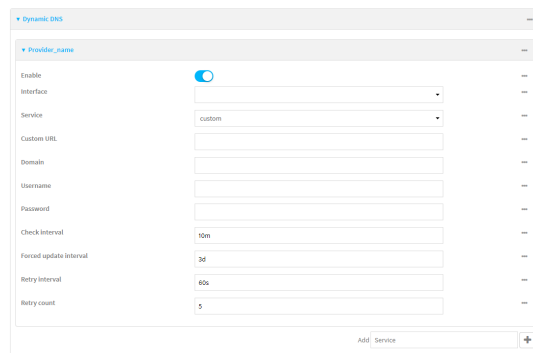 Dynamic DNS
Provider_name
Enable
Interface
Service custom
Custom URL
Domain
Username
Password
Check interval 10m
Forced update interval 3d
Retry interval 60s
Retry count 5
Add Service